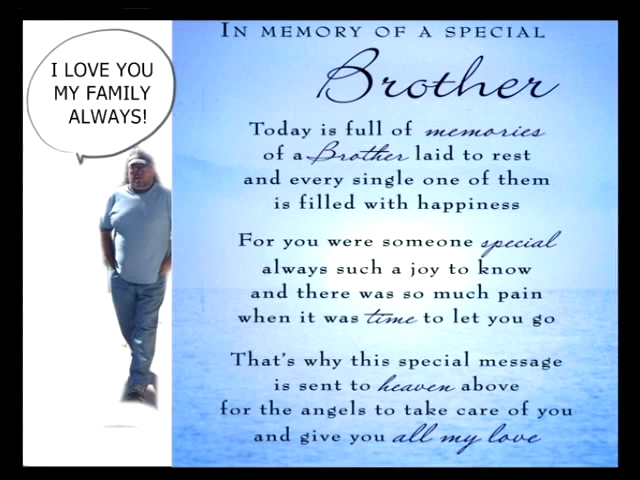 I LOVE YOU
MY FAMILY
ALWAYS!
IN MEMORY OF A SPECIAL
Brother
Today is full of memories
of a Brother laid to rest
and every single one of them
is filled with happiness
For you were someone special
always such a joy to know
and there was so much pain
when it was time to let you go
That's why this special message
is sent to heaven above
for the angels to take care of you
and give you all my love